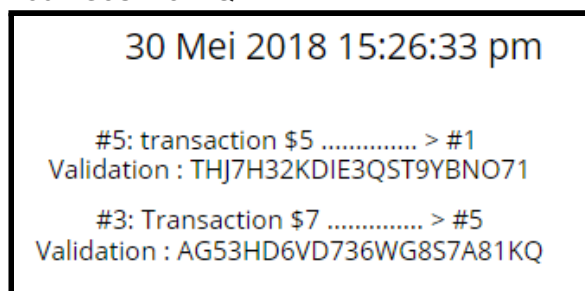 30 Mei 2018 15:26:33 pm
#5: transaction $5 .............. > #1
Validation : THJ7H32KDIE3QST9YBNO71
#3: Transaction $7 .............. > #5
Validation : AG53HD6VD736WG8S7A81KQ